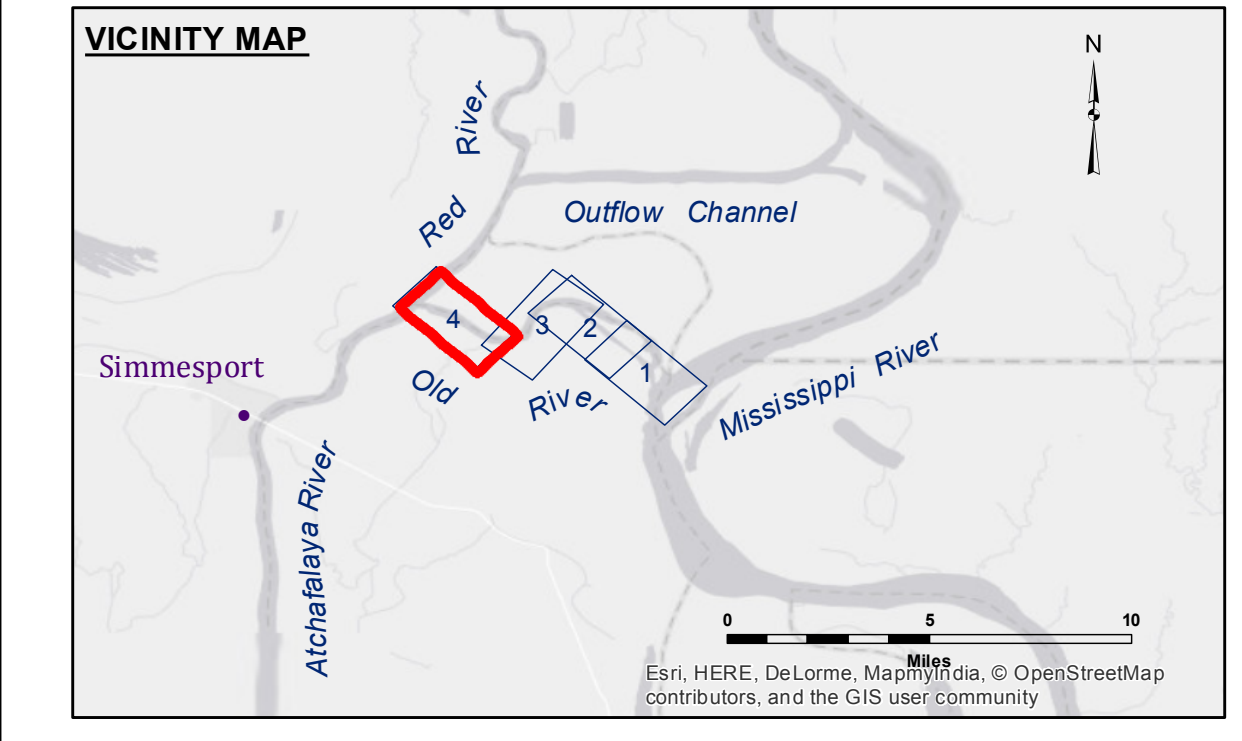 VICINITY MAP
N
Red River
Outflow Channel
4
3
2
1
Simmesport
Old River
Mississippi River
Atchafalaya River
0 5 10
Miles
Esri, HERE, DeLorme, MapmyIndia, © OpenStreetMap
contributors, and the GIS user community